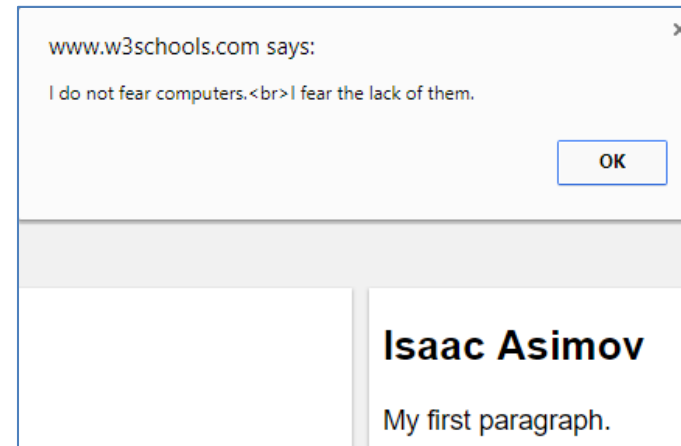 www.w3schools.com says:
I do not fear computers.<br>I fear the lack of them.
OK
Isaac Asimov
My first paragraph.